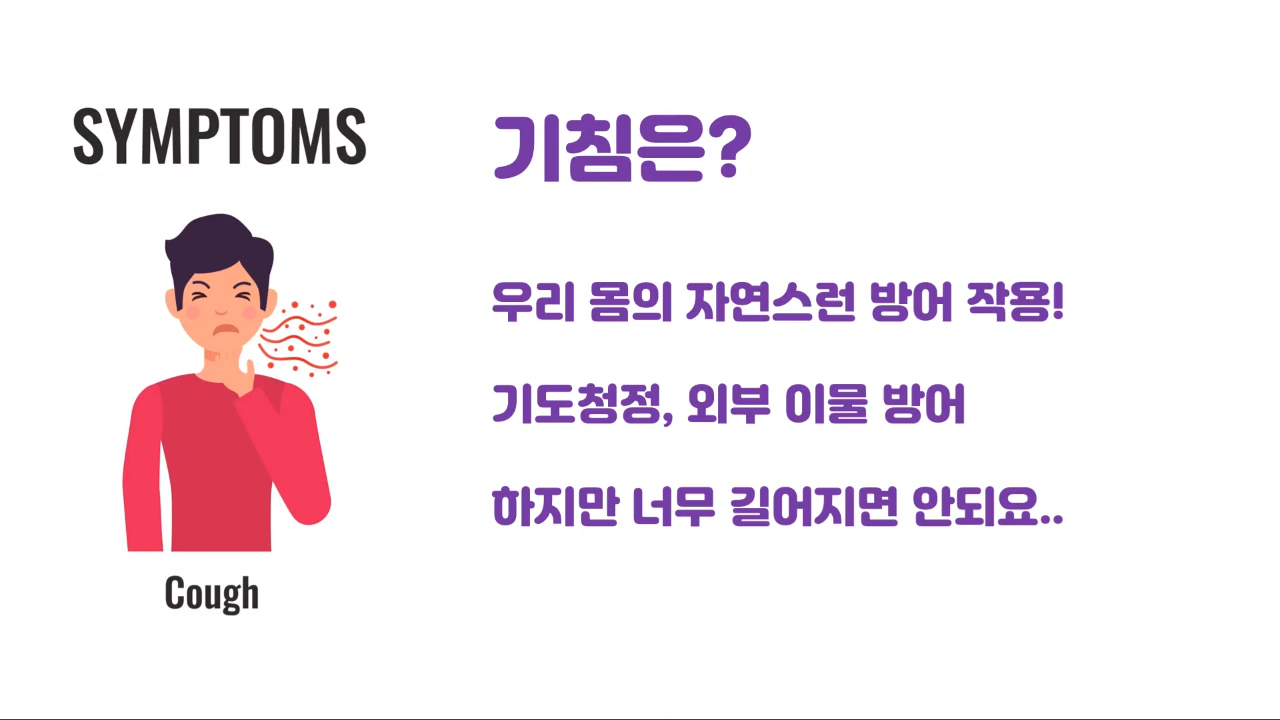 SYMPTOMS
Cough
기침은?
우리 몸의 자연스런 방어 작용!
기도청정, 외부 이물 방어
하지만 너무 길어지면 안되요..